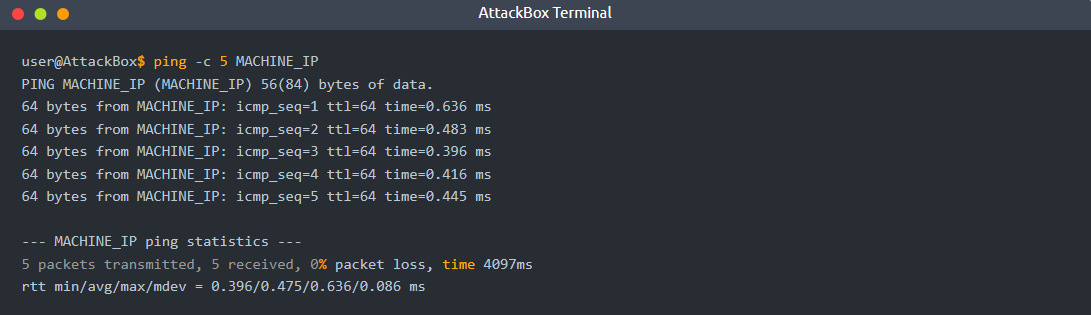 AttackBox Terminal
user@AttackBox$ ping -c 5 MACHINE_IP
PING MACHINE_IP (MACHINE_IP) 56(84) bytes of data.
64 bytes from MACHINE_IP: icmp_seq=1 ttl=64 time=0.636 ms
64 bytes from MACHINE_IP: icmp_seq=2 ttl=64 time=0.483 ms
64 bytes from MACHINE_IP: icmp_seq=3 ttl=64 time=0.396 ms
64 bytes from MACHINE_IP: icmp_seq=4 ttl=64 time=0.416 ms
64 bytes from MACHINE_IP: icmp_seq=5 ttl=64 time=0.445 ms
--- MACHINE_IP ping statistics ---
5 packets transmitted, 5 received, 0% packet loss, time 4097ms
rtt min/avg/max/mdev = 0.396/0.475/0.636/0.086 ms